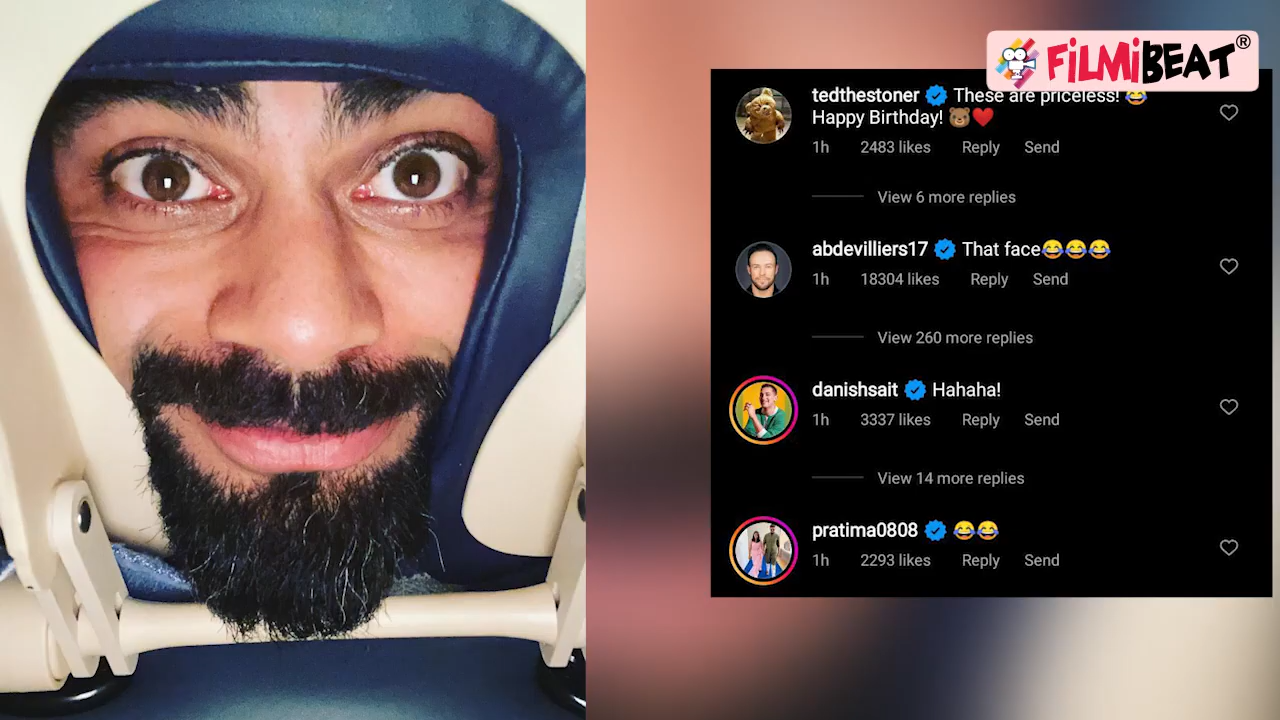 FiLMiBEAT®
tedthestoner These are priceless! 😂
Happy Birthday! 🐻❤️
1h 2483 likes Reply Send
View 6 more replies
abdevilliers17 That face😂😂😂
1h 18304 likes Reply Send
View 260 more replies
danishsait Hahaha!
1h 3337 likes Reply Send
View 14 more replies
pratima0808 😂😂
1h 2293 likes Reply Send